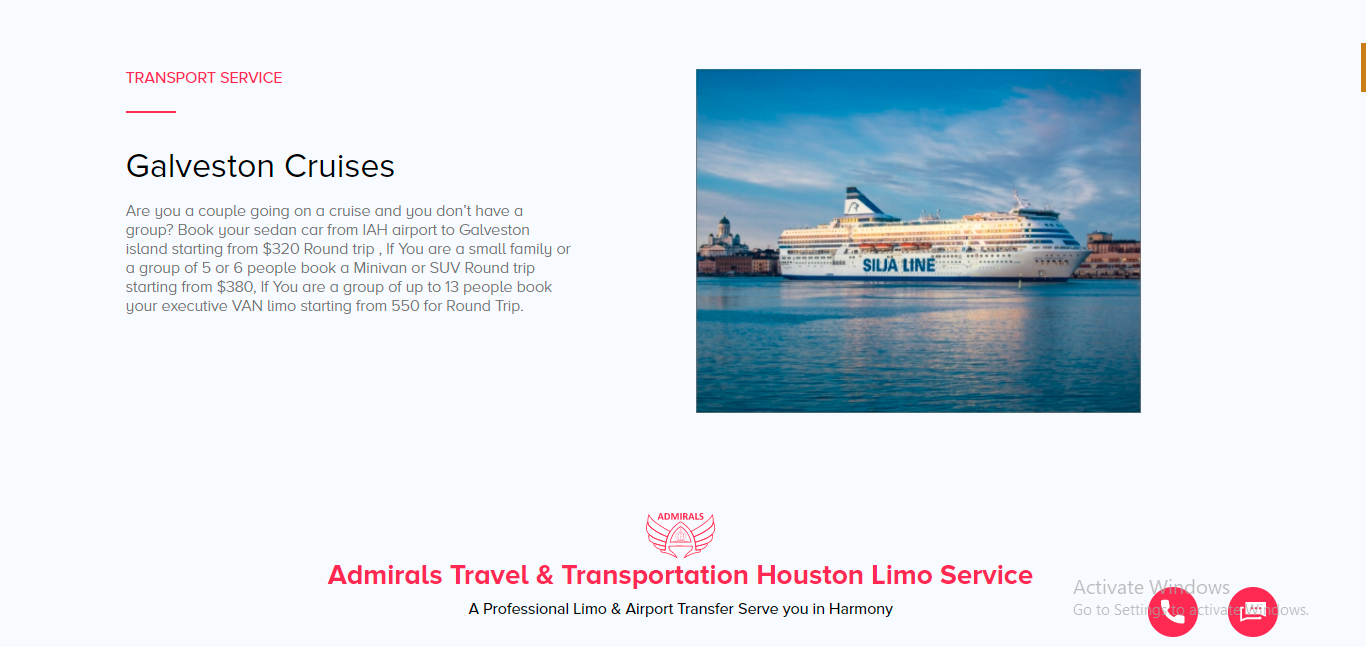 TRANSPORT SERVICE
Galveston Cruises
Are you a couple going on a cruise and you don't have a
group? Book your sedan car from IAH airport to Galveston
island starting from $320 Round trip , If You are a small family or
a group of 5 or 6 people book a Minivan or SUV Round trip
starting from $380, If You are a group of up to 13 people book
your executive VAN limo starting from 550 for Round Trip.
SILJA LINE
ADMIRALS
Admirals Travel & Transportation Houston Limo Service
A Professional Limo & Airport Transfer Serve you in Harmony
Activate Windows
Go to Settings to activate Windows.